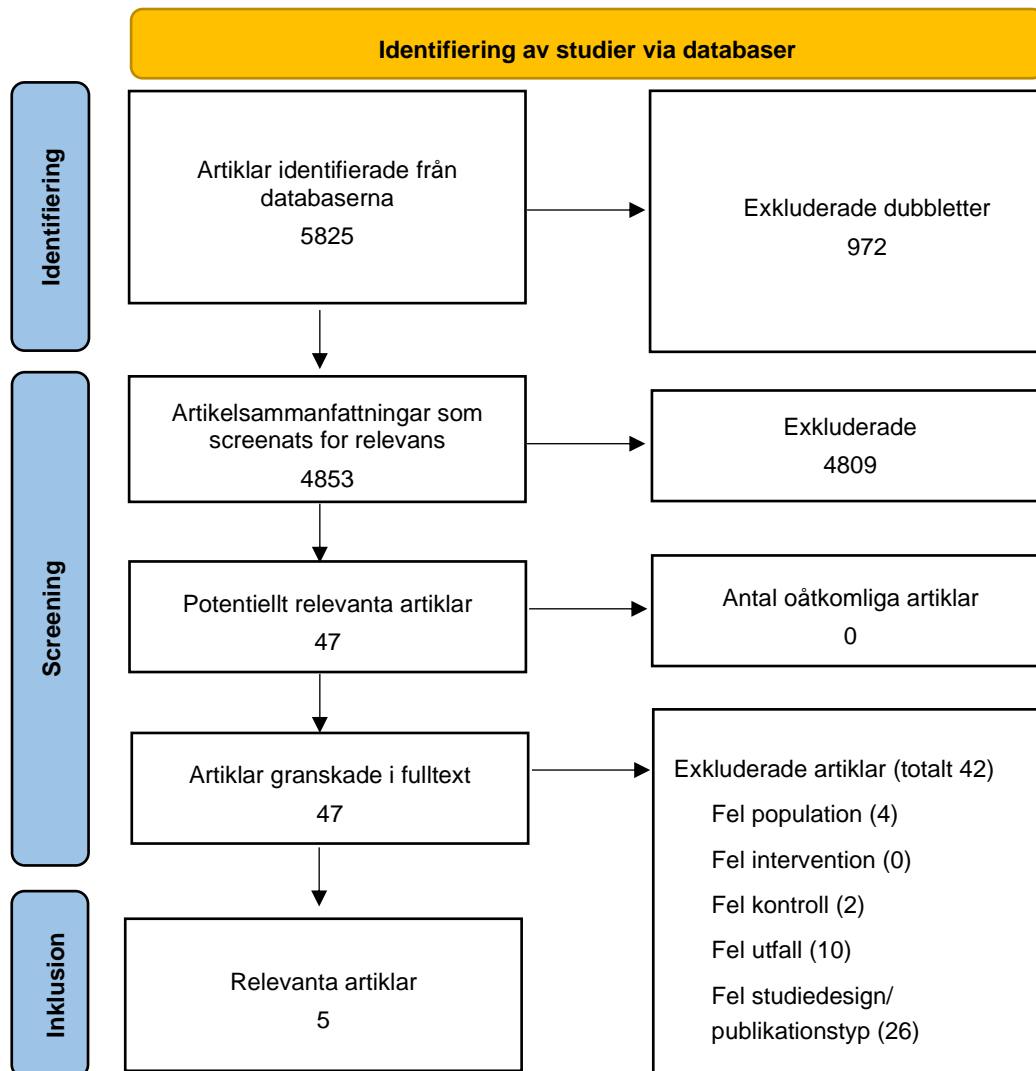 Identifiering av studier via databaser
Identifiering
Artiklar identifierade från
databaserna
5825
Exkluderade dubbletter
972
Screening
Artikelsammanfattningar som
screenats for relevans
4853
Exkluderade
4809
Potentiellt relevanta artiklar
47
Antal oåtkomliga artiklar
0
Artiklar granskade i fulltext
47
Exkluderade artiklar (totalt 42)
Fel population (4)
Fel intervention (0)
Fel kontroll (2)
Fel utfall (10)
Fel studiedesign/
publikationstyp (26)
Inklusion
Relevanta artiklar
5